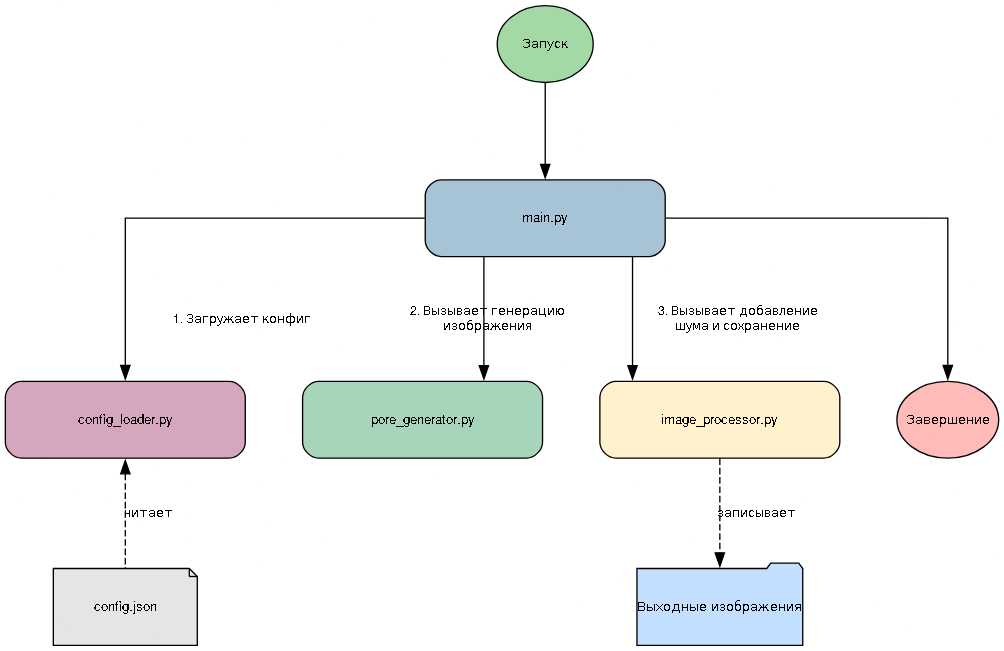 Запуск
main.py
1. Загружает конфиг
2. Вызывает генерацию
изображения
3. Вызывает добавление
шума и сохранение
config_loader.py
pore_generator.py
image_processor.py
Завершение
читает
записывает
config.json
Выходные изображения